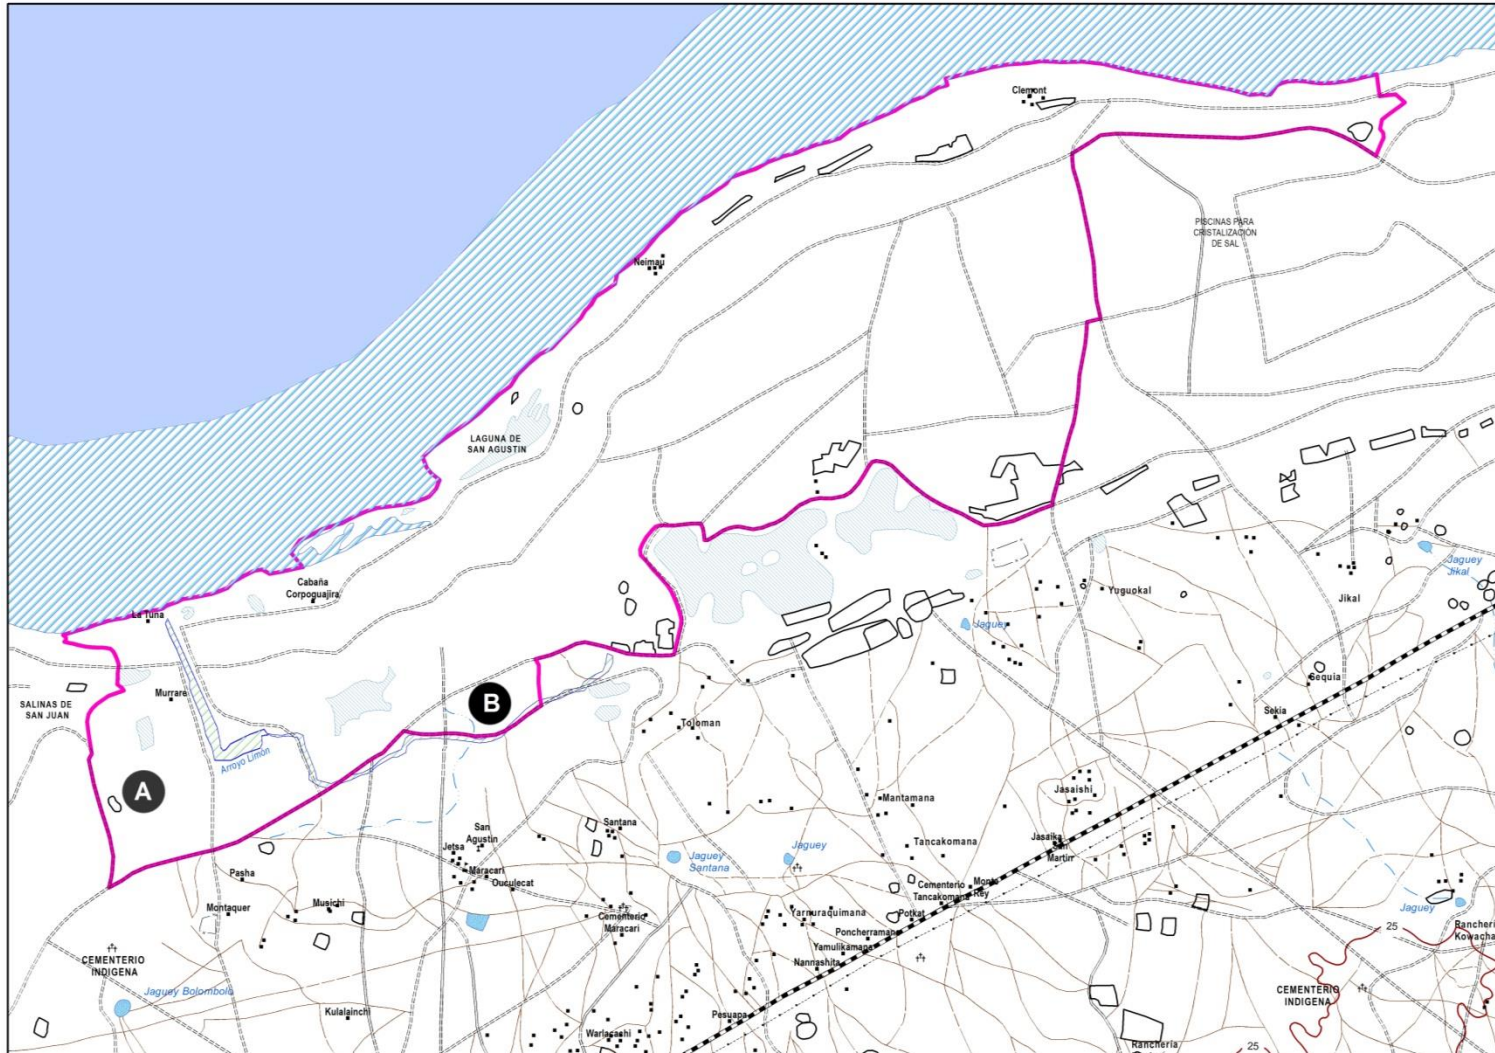 Clemont
PISCINAS PARA
CRISTALIZACIÓN
DE SAL
Neimau
LAGUNA DE
SAN AGUSTIN
Cabaña
Corpoguajira
La Tuna
Jaguey
Jikal
Yuguokal
Jikal
Jaguey
Murrare
SALINAS DE
SAN JUAN
B
Sequia
Sekia
Tojoman
Arroyo Limon
A
Jasaishi
Mantamana
San
Agustin
Santana
Jetsa
Tancakomana
Jasaika
San
Martirr
Jaguey
Jaguey
Santana
Maracari
Pasha
Ouculecat
Cementerio
Tancakomana
Monte
Rey
Montaquer
Musichi
Cementerio
Maracari
Yarnuraquimana
Potkat
Jaguey
Poncherramana
Rancheria
Kowacha
25
Yamulikamana
Nannashita
CEMENTERIO
INDIGENA
Jaguey Bolombolo
CEMENTERIO
INDIGENA
Kulalainchi
Pesuapa
Warlacashi
25
Rancheria